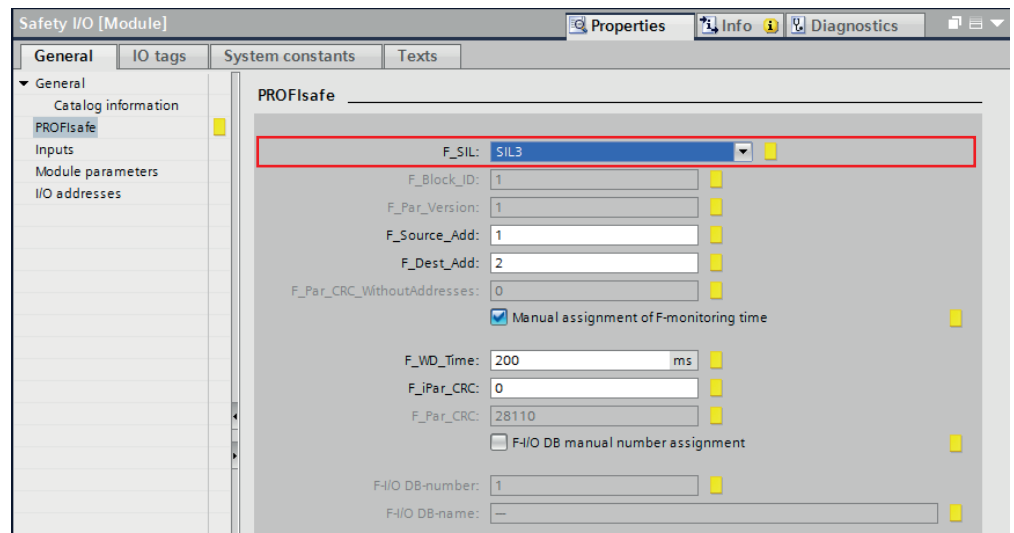 Safety I/O [Module]
Properties
Info
Diagnostics
General
IO tags
System constants
Texts
General
Catalog information
PROFIsafe
Inputs
Module parameters
I/O addresses
PROFIsafe
F_SIL: SIL3
F_Block_ID: 1
F_Par_Version: 1
F_Source_Add: 1
F_Dest_Add: 2
F_Par_CRC_WithoutAddresses: 0
Manual assignment of F-monitoring time
F_WD_Time: 200 ms
F_iPar_CRC: 0
F_Par_CRC: 28110
F-I/O DB manual number assignment
F-I/O DB-number: 1
F-I/O DB-name: —